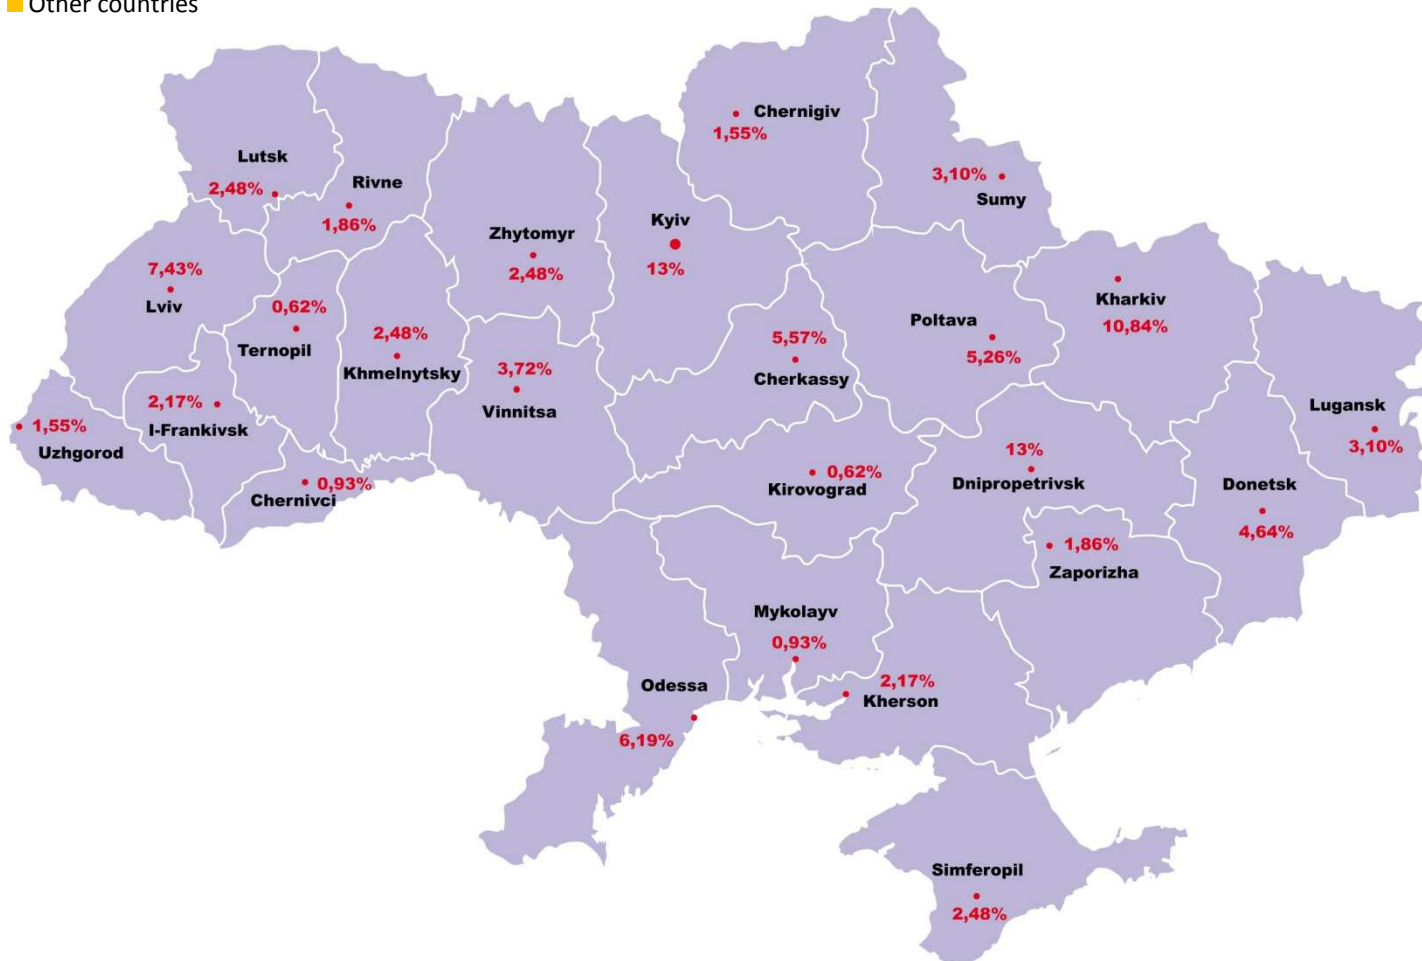 Other countries
Chernigiv
1,55%
Lutsk
2,48%
Rivne
1,86%
3,10%
Sumy
Kyiv
13%
Zhytomyr
2,48%
7,43%
Lviv
0,62%
Ternopil
2,48%
Khmelnytsky
3,72%
Vinnitsa
5,57%
Cherkassy
Poltava
5,26%
Kharkiv
10,84%
Lugansk
3,10%
2,17%
I-Frankivsk
1,55%
Uzhgorod
0,93%
Chernivci
0,62%
Kirovograd
13%
Dnipropetrivsk
Donetsk
4,64%
1,86%
Zaporizha
Mykolayv
0,93%
Odessa
6,19%
2,17%
Kherson
Simferopil
2,48%